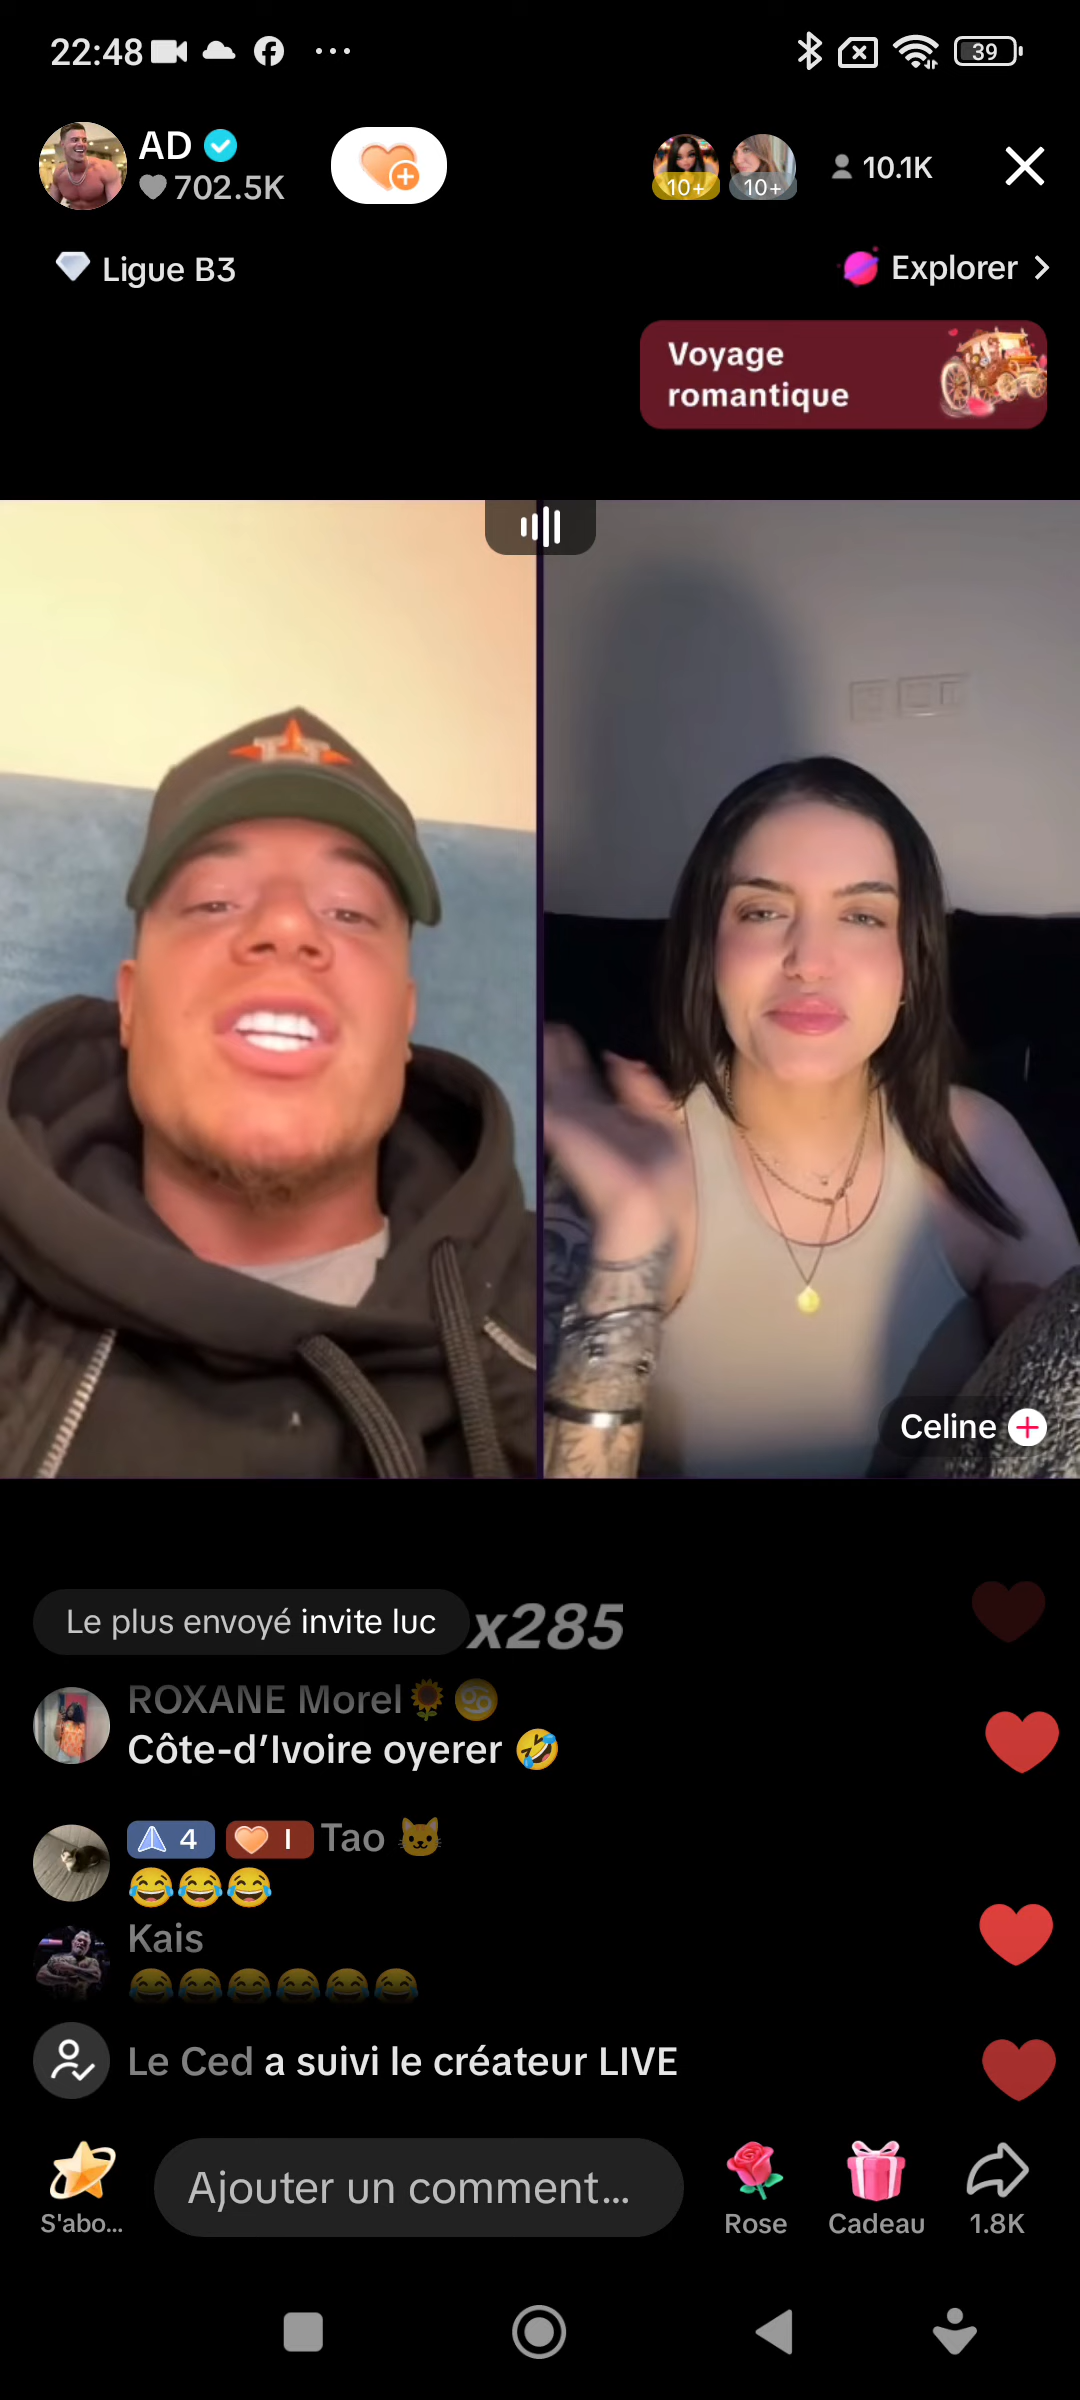 22:48
39
AD
702.5K
10+
10+
10.1K
Ligue B3
Explorer
Voyage
romantique
Celine
Le plus envoyé invite luc x285
ROXANE Morel🌻♋
Côte-d’Ivoire oyerer 🤣
4 I Tao 🐱
😂😂😂
Kais
😂😂😂😂😂😂
Le Ced a suivi le créateur LIVE
S'abo...
Ajouter un comment...
Rose
Cadeau
1.8K